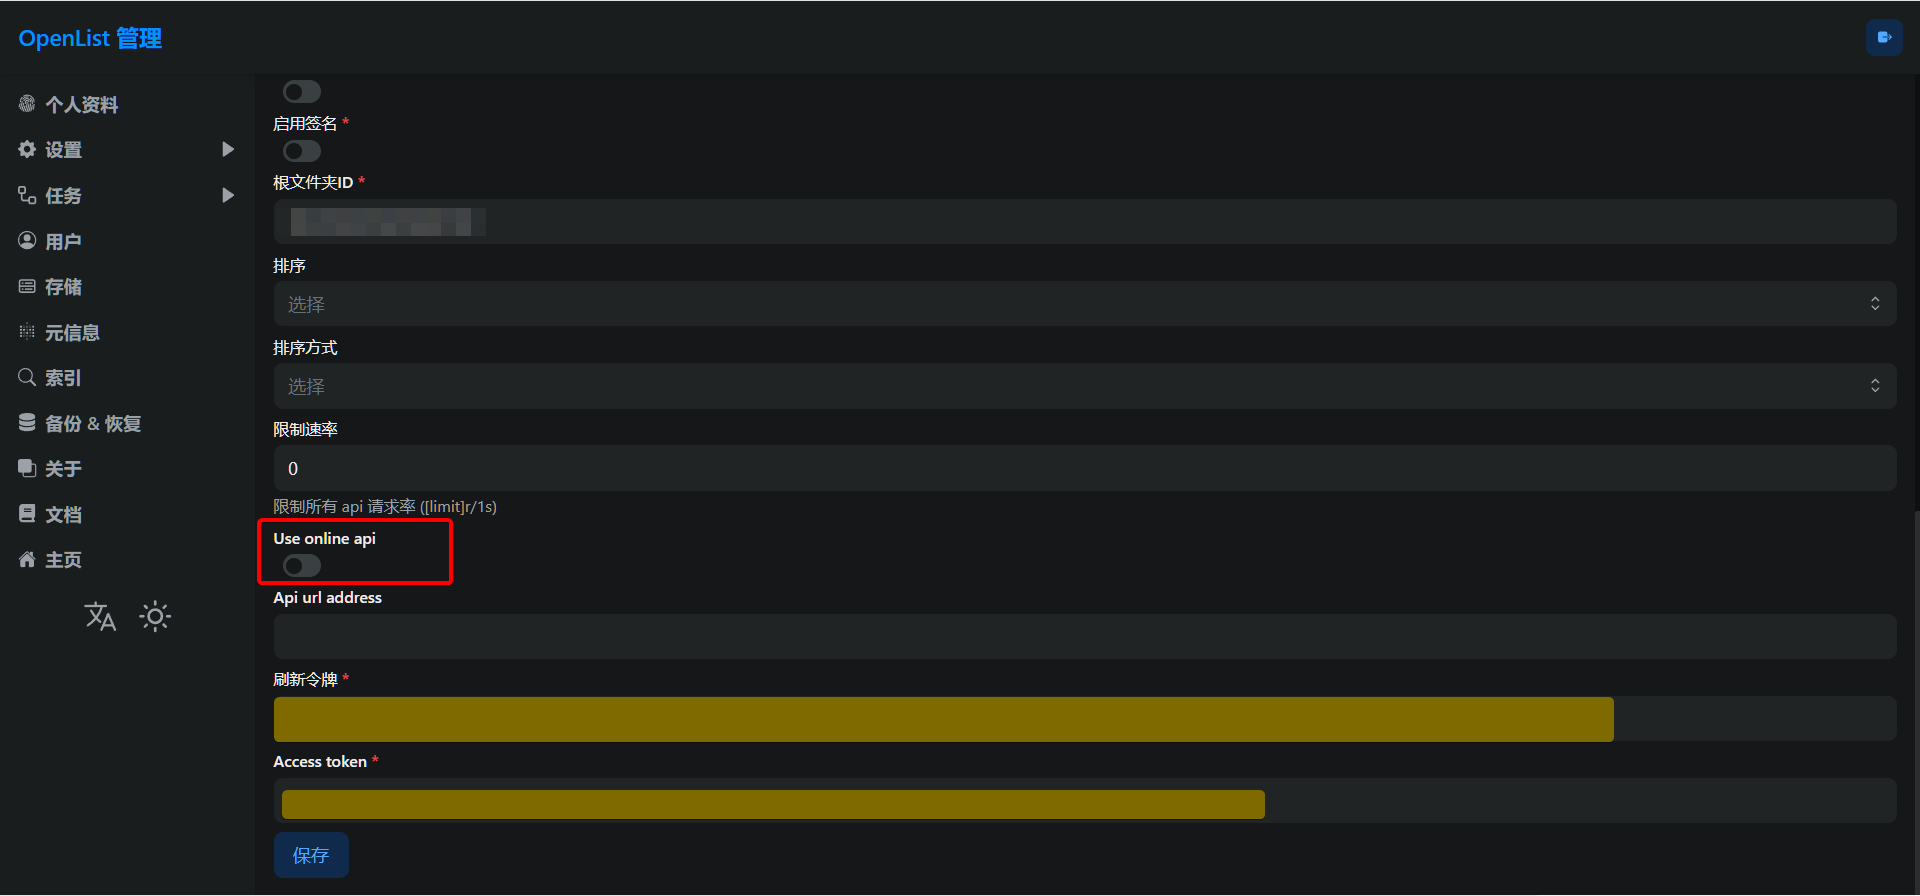 OpenList 管理
个人资料
设置
任务
用户
存储
元信息
索引
备份 & 恢复
关于
文档
主页
启用签名 *
根文件夹ID *
排序
选择
排序方式
选择
限制速率
0
限制所有 api 请求率 ([limit]r/1s)
Use online api
Api url address
刷新令牌 *
Access token *
保存